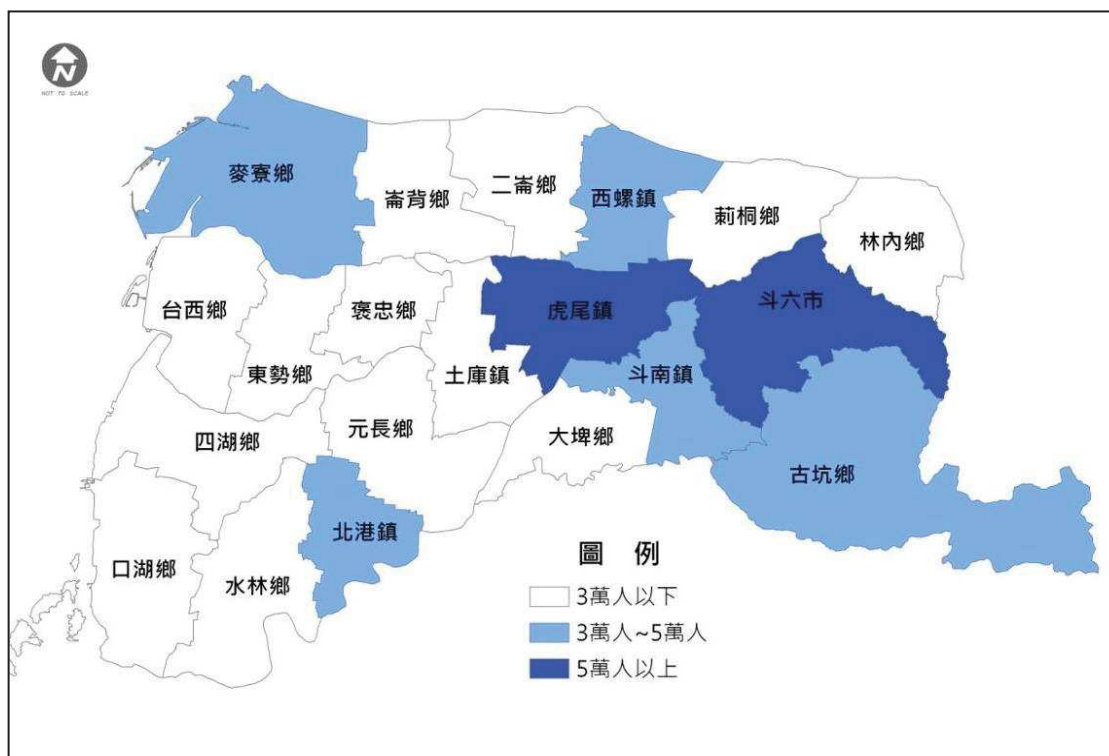 N
NOT TO SCALE
麥寮鄉
崙背鄉
二崙鄉
西螺鎮
莿桐鄉
林內鄉
台西鄉
東勢鄉
褒忠鄉
土庫鎮
虎尾鎮
斗南鎮
斗六市
四湖鄉
元長鄉
大埤鄉
古坑鄉
口湖鄉
水林鄉
北港鎮
圖 例
3萬人以下
3萬人~5萬人
5萬人以上